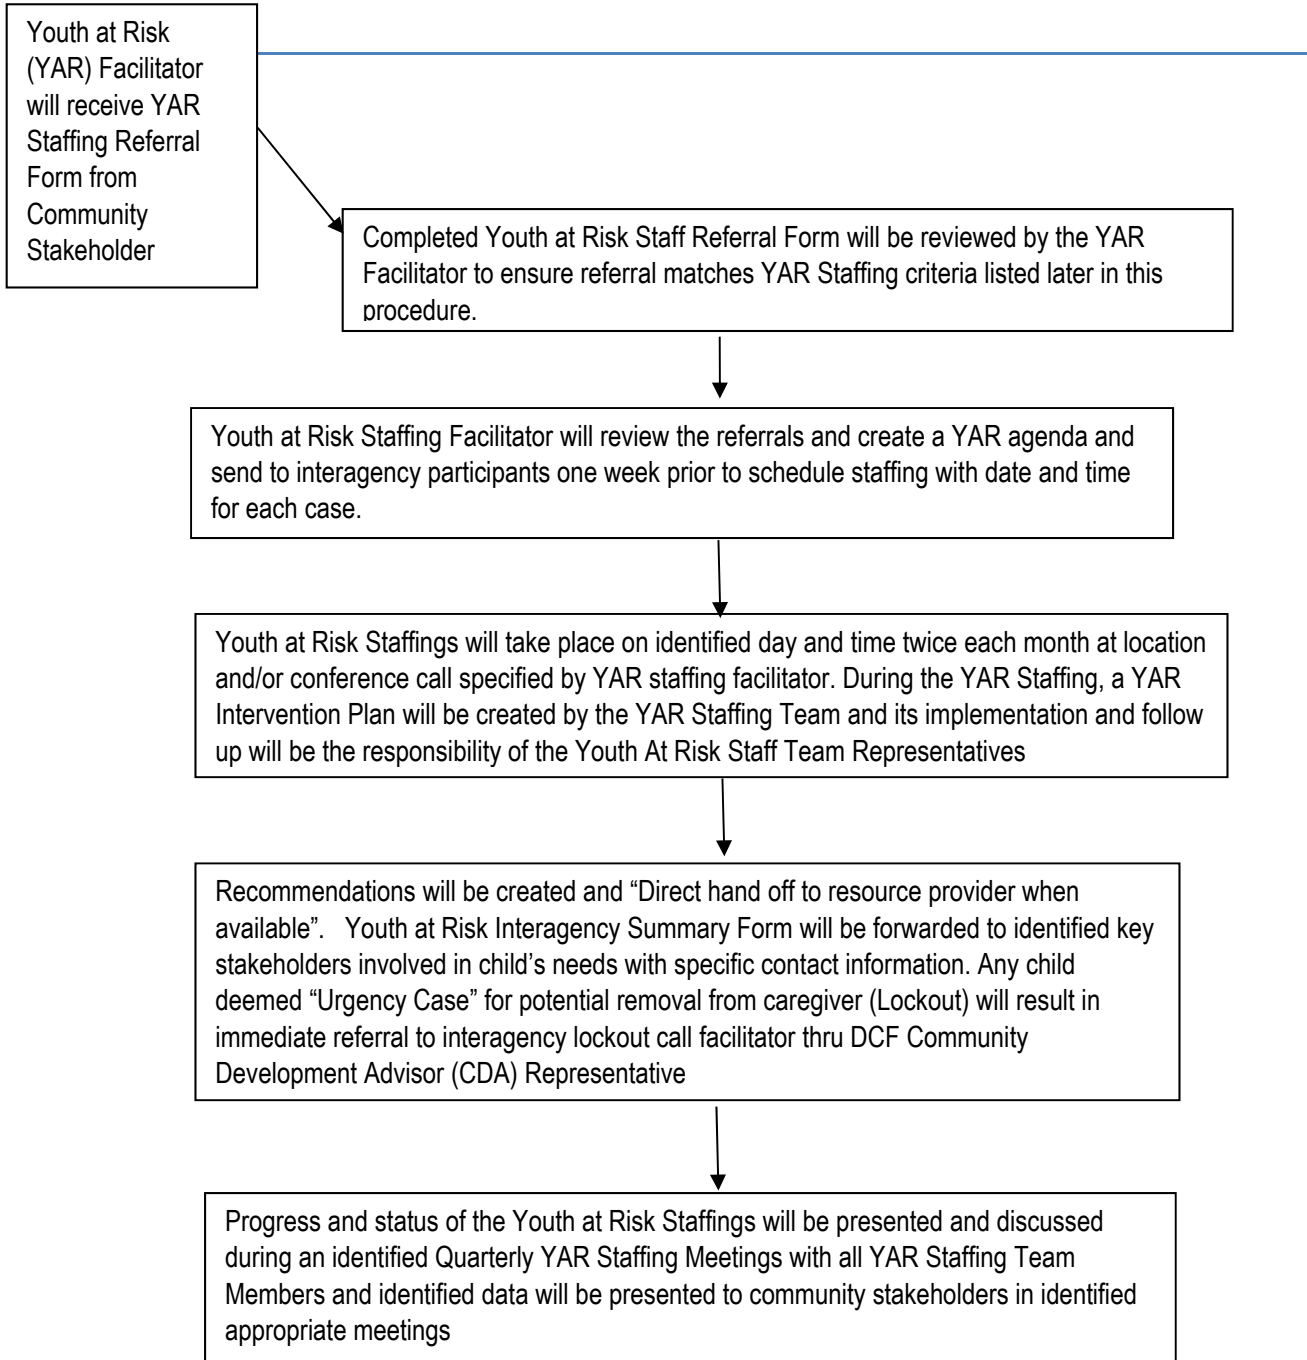 Youth at Risk
(YAR) Facilitator
will receive YAR
Staffing Referral
Form from
Community
Stakeholder
Completed Youth at Risk Staff Referral Form will be reviewed by the YAR
Facilitator to ensure referral matches YAR Staffing criteria listed later in this
procedure.
Youth at Risk Staffing Facilitator will review the referrals and create a YAR agenda and
send to interagency participants one week prior to schedule staffing with date and time
for each case.
Youth at Risk Staffings will take place on identified day and time twice each month at location
and/or conference call specified by YAR staffing facilitator. During the YAR Staffing, a YAR
Intervention Plan will be created by the YAR Staffing Team and its implementation and follow
up will be the responsibility of the Youth At Risk Staff Team Representatives
Recommendations will be created and “Direct hand off to resource provider when
available”.   Youth at Risk Interagency Summary Form will be forwarded to identified key
stakeholders involved in child’s needs with specific contact information. Any child
deemed “Urgency Case” for potential removal from caregiver (Lockout) will result in
immediate referral to interagency lockout call facilitator thru DCF Community
Development Advisor (CDA) Representative
Progress and status of the Youth at Risk Staffings will be presented and discussed
during an identified Quarterly YAR Staffing Meetings with all YAR Staffing Team
Members and identified data will be presented to community stakeholders in identified
appropriate meetings